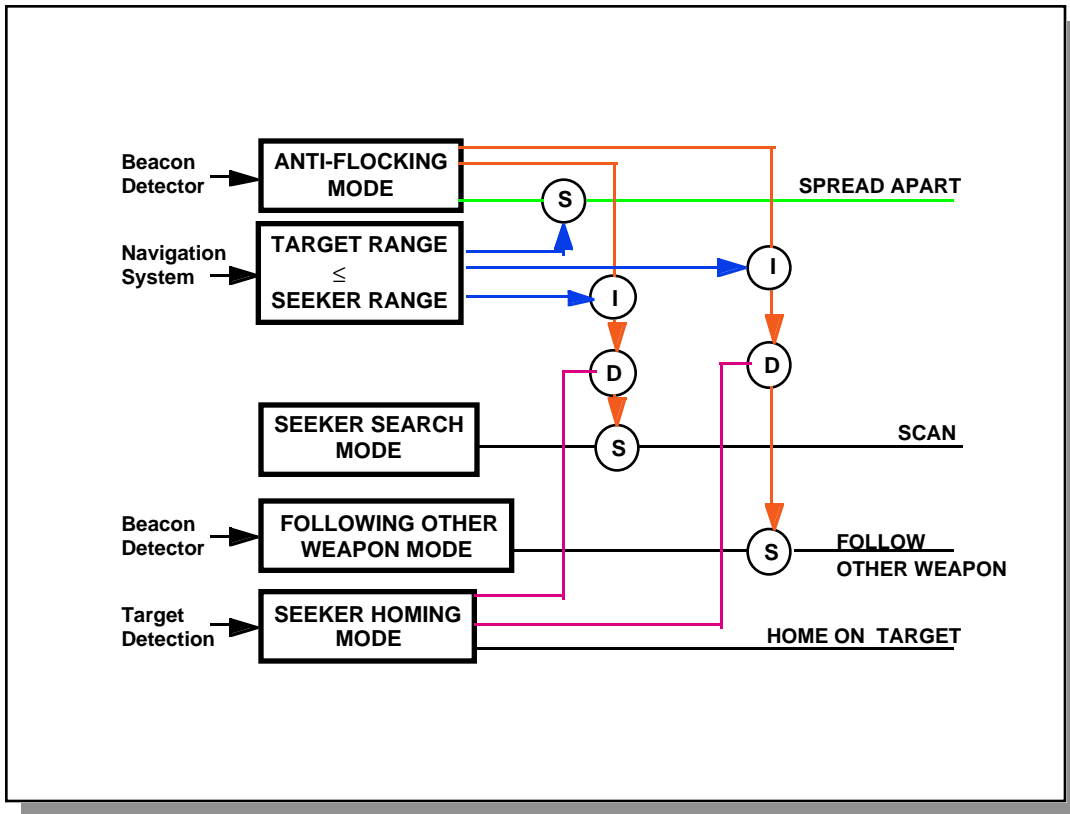 Beacon
Detector
ANTI-FLOCKING
MODE
S
SPREAD APART
Navigation
System
TARGET RANGE
≤
SEEKER RANGE
I
I
D
D
SEEKER SEARCH
MODE
S
SCAN
Beacon
Detector
FOLLOWING OTHER
WEAPON MODE
S
FOLLOW
OTHER WEAPON
Target
Detection
SEEKER HOMING
MODE
HOME ON TARGET